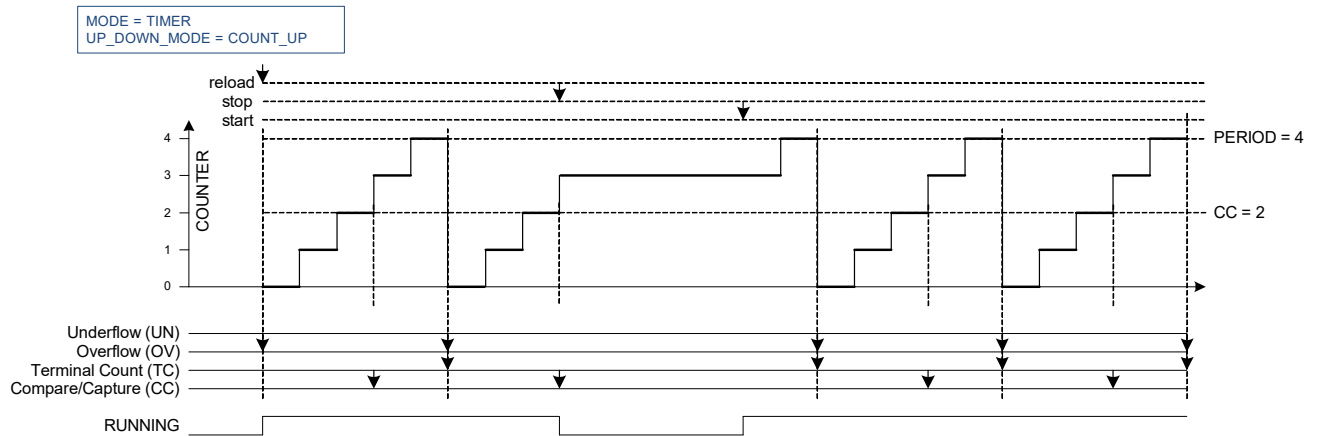 MODE = TIMER
UP_DOWN_MODE = COUNT_UP
reload
stop
start
4
3
2
1
0
COUNTER
PERIOD = 4
CC = 2
Underflow (UN)
Overflow (OV)
Terminal Count (TC)
Compare/Capture (CC)
RUNNING